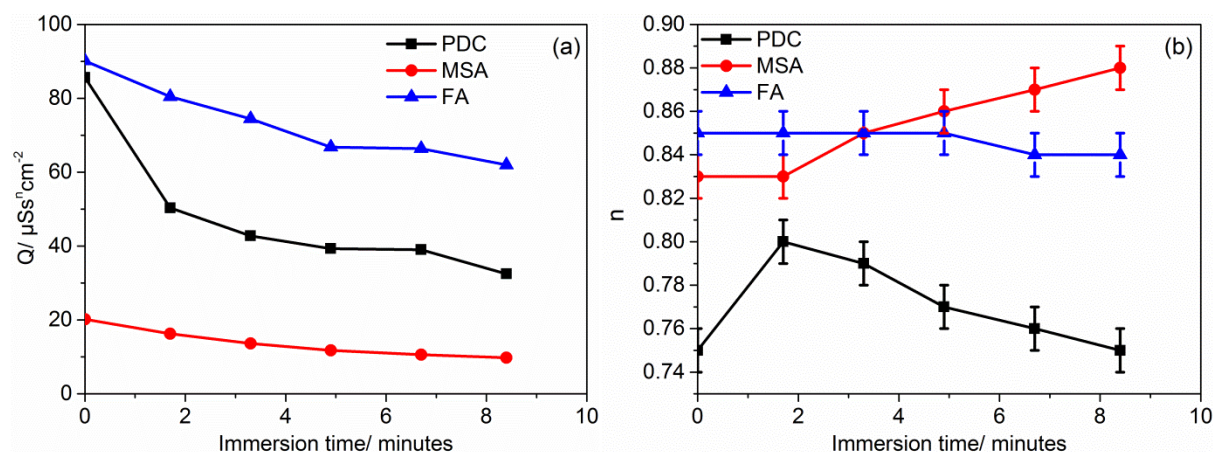 100
80
60
40
20
0
Q/ µSsⁿcm⁻²
PDC
MSA
FA
(a)
0 2 4 6 8 10
Immersion time/ minutes
0.90
0.88
0.86
0.84
0.82
0.80
0.78
0.76
0.74
n
PDC
MSA
FA
(b)
0 2 4 6 8 10
Immersion time/ minutes